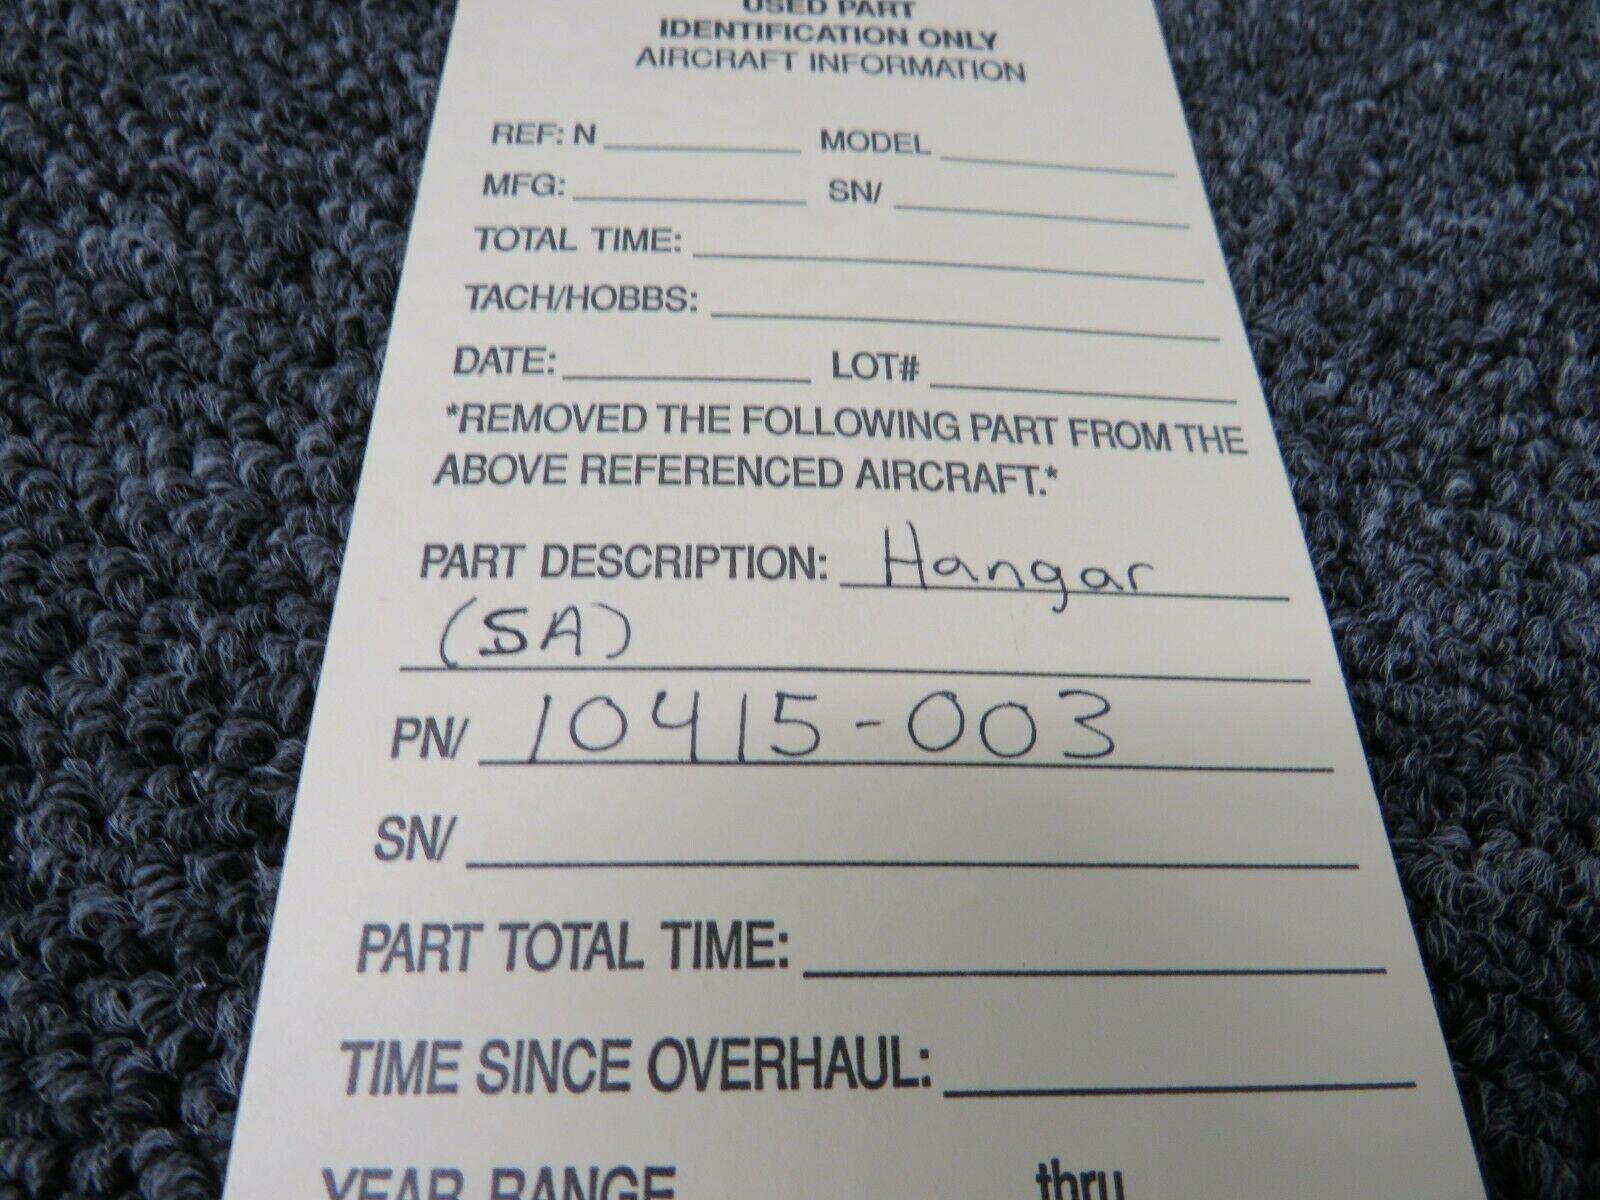 USED PART
IDENTIFICATION ONLY
AIRCRAFT INFORMATION
REF: N MODEL
MFG: SN/
TOTAL TIME:
TACH/HOBBS:
DATE: LOT#
*REMOVED THE FOLLOWING PART FROM THE
ABOVE REFERENCED AIRCRAFT.*
PART DESCRIPTION: Hangar
(SA)
PN/ 10415-003
SN/
PART TOTAL TIME:
TIME SINCE OVERHAUL:
YEAR RANGE thru